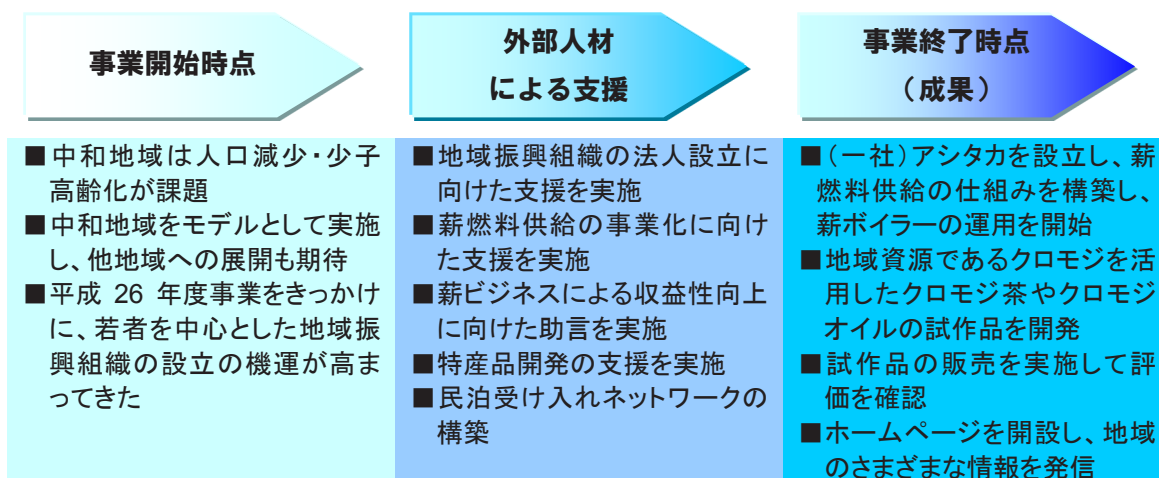 事業開始時点
外部人材
による支援
事業終了時点
（成果）
■中和地域は人口減少・少子
高齢化が課題
■中和地域をモデルとして実施
し、他地域への展開も期待
■平成 26 年度事業をきっかけ
に、若者を中心とした地域振
興組織の設立の機運が高ま
ってきた
■地域振興組織の法人設立に
向けた支援を実施
■薪燃料供給の事業化に向け
た支援を実施
■薪ビジネスによる収益性向上
に向けた助言を実施
■特産品開発の支援を実施
■民泊受け入れネットワークの
構築
■（一社）アシタカを設立し、薪
燃料供給の仕組みを構築し、
薪ボイラーの運用を開始
■地域資源であるクロモジを活
用したクロモジ茶やクロモジ
オイルの試作品を開発
■試作品の販売を実施して評
価を確認
■ホームページを開設し、地域
のさまざまな情報を発信